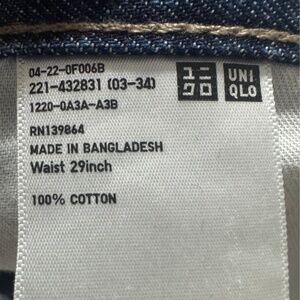 04-22-0F006B
221-432831 (03-34)
1220-0A3A-A3B
ユニ
クロ
UNI
QLO
RN139864
MADE IN BANGLADESH
Waist 29inch
100% COTTON